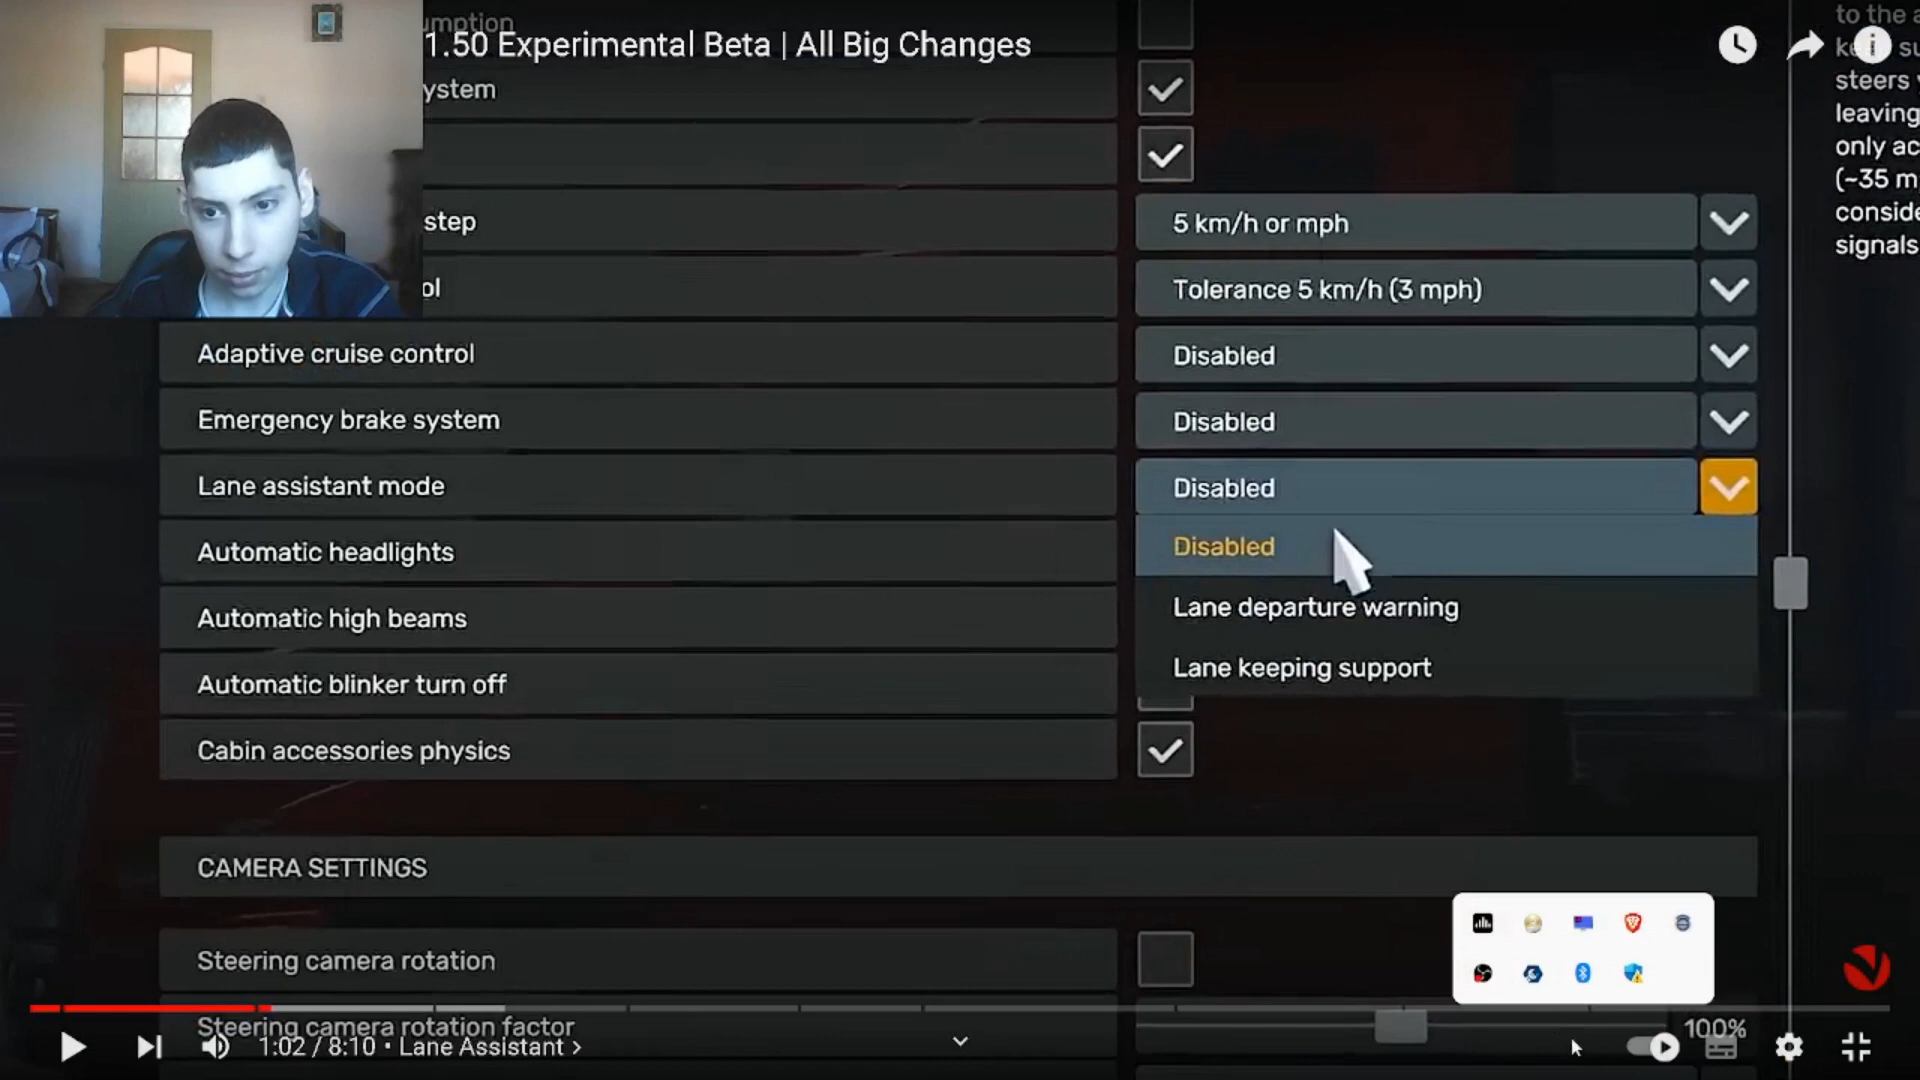 umption
1.50 Experimental Beta | All Big Changes
ystem
step
5 km/h or mph
ol
Tolerance 5 km/h (3 mph)
Adaptive cruise control
Disabled
Emergency brake system
Disabled
Lane assistant mode
Disabled
Automatic headlights
Disabled
Automatic high beams
Lane departure warning
Lane keeping support
Automatic blinker turn off
Cabin accessories physics
CAMERA SETTINGS
Steering camera rotation
Steering camera rotation factor
100%
1:02 / 8:10 • Lane Assistant >
to the a
steers
leaving
only ac
(~35 m
conside
signals